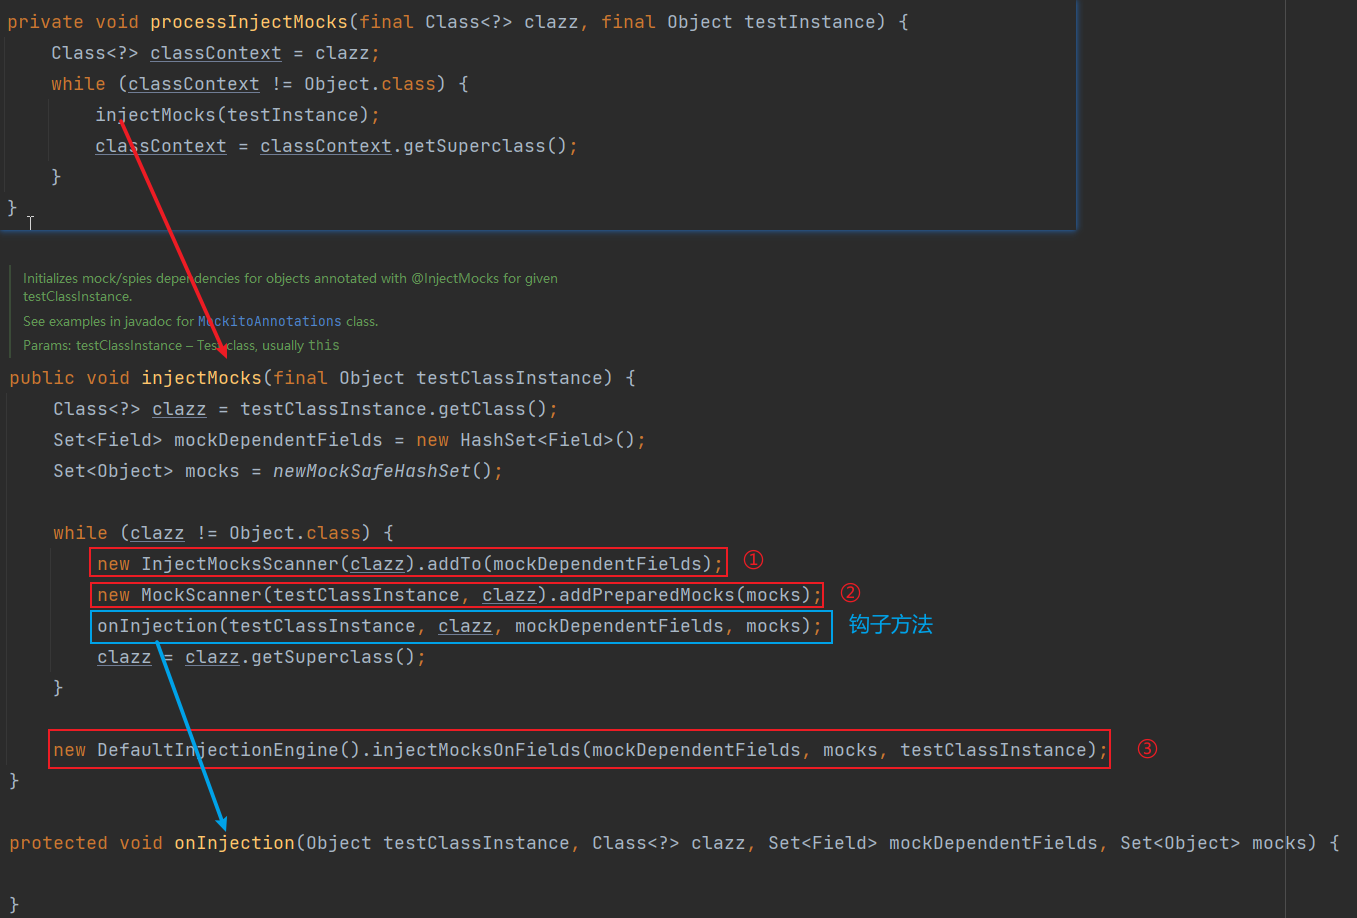 private void processInjectMocks(final Class<?> clazz, final Object testInstance) {
    Class<?> classContext = clazz;
    while (classContext != Object.class) {
        injectMocks(testInstance);
        classContext = classContext.getSuperclass();
    }
}
Initializes mock/spies dependencies for objects annotated with @InjectMocks for given
testClassInstance.
See examples in javadoc for MockitoAnnotations class.
Params: testClassInstance – Test class, usually this
public void injectMocks(final Object testClassInstance) {
    Class<?> clazz = testClassInstance.getClass();
    Set<Field> mockDependentFields = new HashSet<Field>();
    Set<Object> mocks = newMockSafeHashSet();
    while (clazz != Object.class) {
        new InjectMocksScanner(clazz).addTo(mockDependentFields); ①
        new MockScanner(testClassInstance, clazz).addPreparedMocks(mocks); ②
        onInjection(testClassInstance, clazz, mockDependentFields, mocks); 钩子方法
        clazz = clazz.getSuperclass();
    }
    new DefaultInjectionEngine().injectMocksOnFields(mockDependentFields, mocks, testClassInstance); ③
}
protected void onInjection(Object testClassInstance, Class<?> clazz, Set<Field> mockDependentFields, Set<Object> mocks) {
}